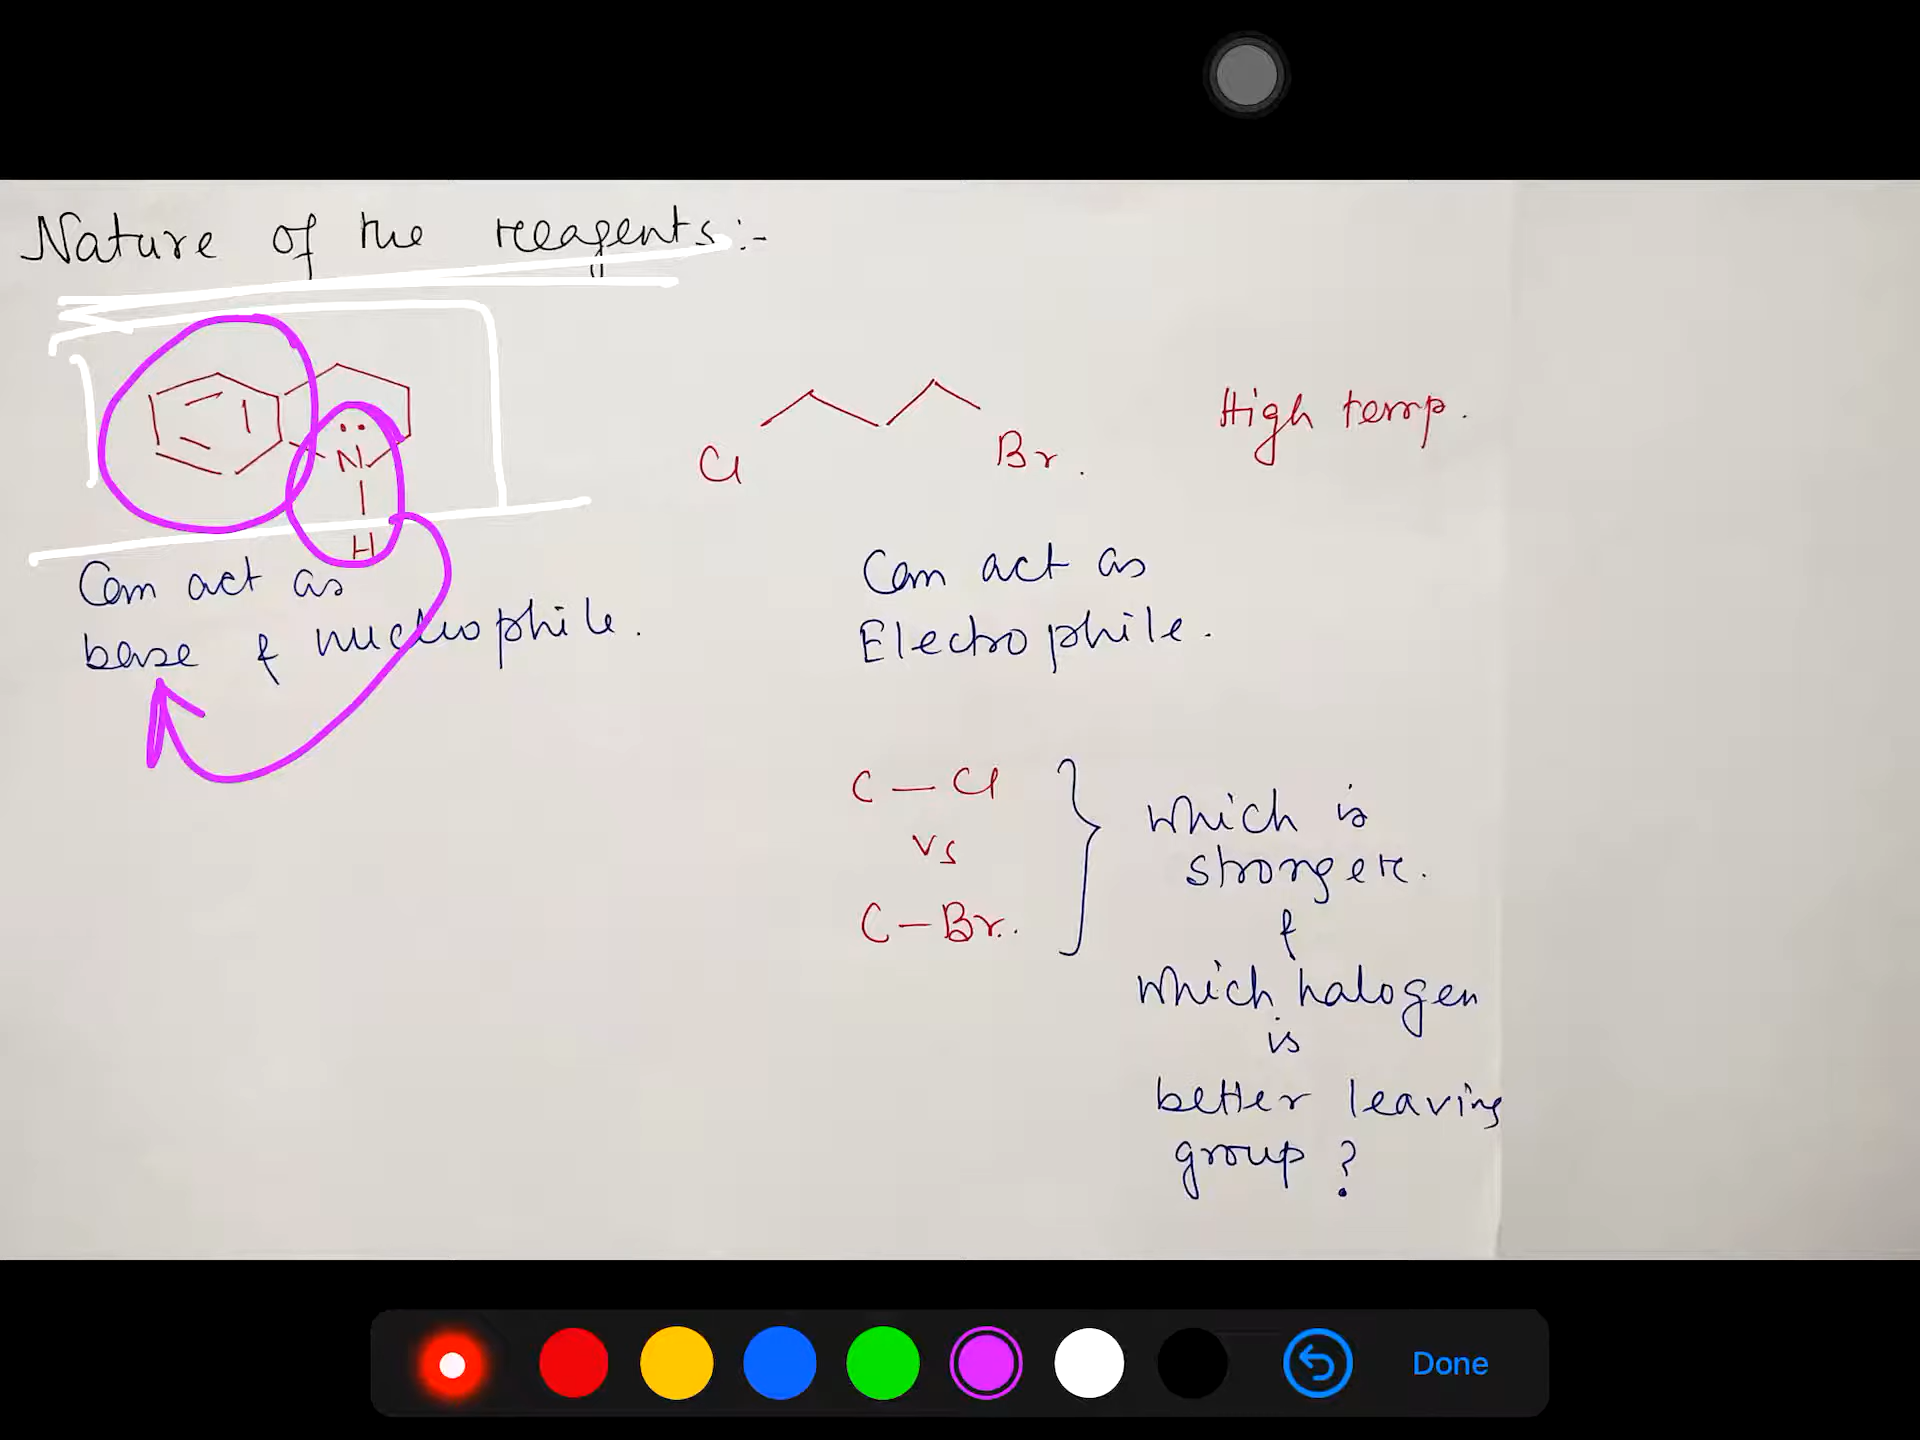 Nature of the reagents:-
N
H
Cl
Br.
High temp.
Can act as
base & nucleophile.
Can act as
Electrophile.
C — Cl
vs
C – Br.
which is
stronger.
&
which halogen
is
better leaving
group ?
Done